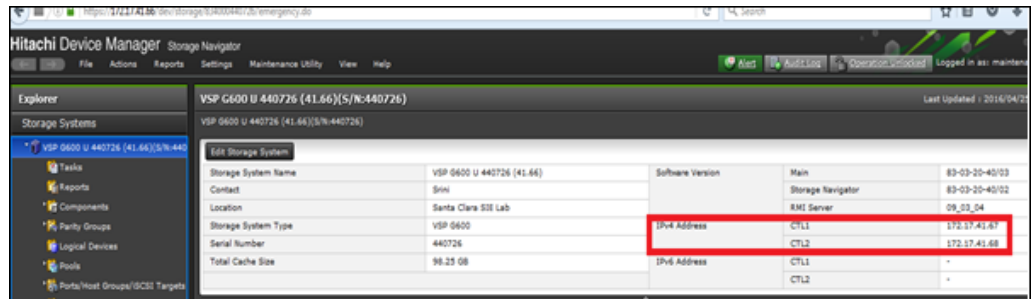 https://172.17.41.66/dev/storage/834000440726/emergency.do
Search
Hitachi Device Manager Storage Navigator
File Actions Reports Settings Maintenance Utility View Help
Alert Audit Log Operation Unlocked Logged in as: maintena
Explorer
VSP G600 U 440726 (41.66)(S/N:440726)
Last Updated : 2016/04/25
Storage Systems
VSP G600 U 440726 (41.66)(S/N:440726)
VSP G600 U 440726 (41.66)(S/N:440
Edit Storage System
Tasks
Storage System Name VSP G600 U 440726 (41.66) Software Version Main 83-03-20-40/03
Reports
Contact Srini Storage Navigator 83-03-20-40/02
Components
Location Santa Clara SIE Lab RMI Server 09_03_04
Parity Groups
Storage System Type VSP G600 IPv4 Address CTL1 172.17.41.67
Logical Devices
Serial Number 440726 CTL2 172.17.41.68
Pools
Total Cache Size 98.25 GB IPv6 Address CTL1 -
Ports/Host Groups/iSCSI Targets
CTL2 -